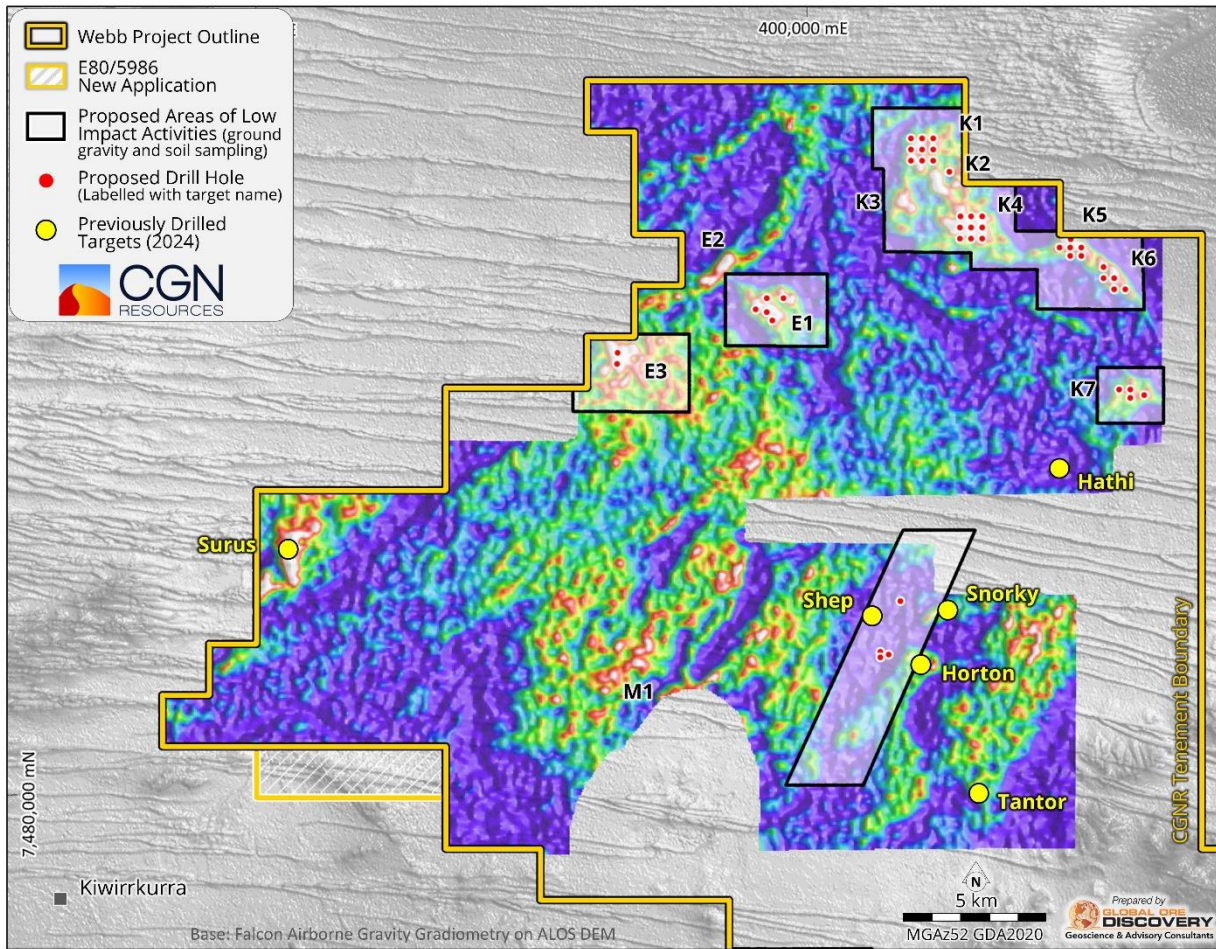 Webb Project Outline
E80/5986
New Application
Proposed Areas of Low
Impact Activities (ground
gravity and soil sampling)
Proposed Drill Hole
(Labelled with target name)
Previously Drilled
Targets (2024)
CGN
RESOURCES
E
400,000 mE
K1
K2
K3
K4
K5
K6
E2
E1
E3
K7
Hathi
Surus
Shep
Snorky
Horton
M1
Tantor
CGNR Tenement Boundary
7,480,000 mN
Kiwirrkurra
N
5 km
MGAz52 GDA2020
Base: Falcon Airborne Gravity Gradiometry on ALOS DEM
Prepared by
GLOBAL ORE
DISCOVERY
Geoscience & Advisory Consultants